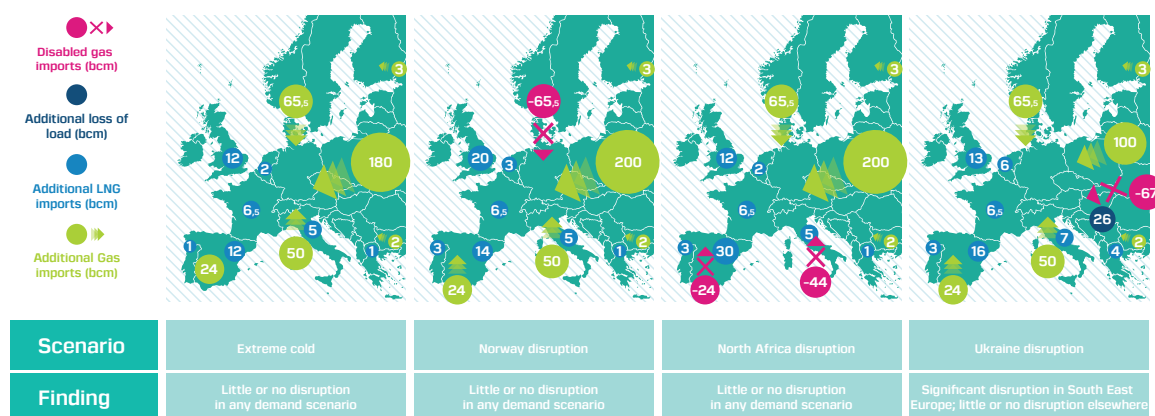 Disabled gas
imports (bcm)
Additional loss of
load (bcm)
Additional LNG
imports (bcm)
Additional Gas
imports (bcm)
3
65,5
12
2
180
6,5
5
1
12
24
50
1
2
3
-65,5
20
3
200
6,5
5
3
14
24
50
1
2
3
65,5
12
2
200
6,5
5
3
30
-24
-44
1
2
3
65,5
13
6
100
-67
26
6,5
7
3
16
24
50
4
2
Scenario
Extreme cold
Norway disruption
North Africa disruption
Ukraine disruption
Finding
Little or no disruption
in any demand scenario
Little or no disruption
in any demand scenario
Little or no disruption
in any demand scenario
Significant disruption in South East
Europe; little or no disruption elsewhere